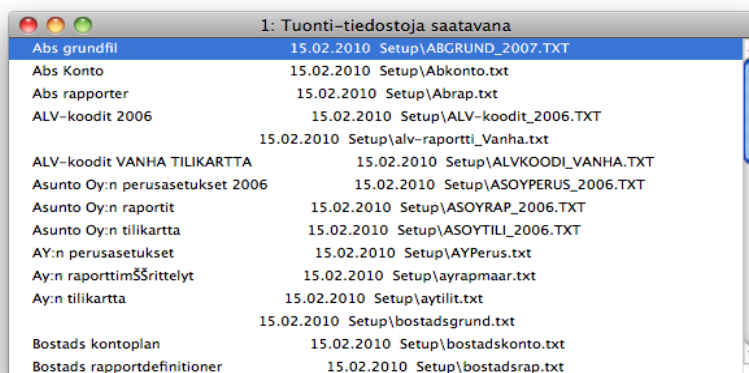 1: Tuonti-tiedostoja saatavana
Abs grundfil 15.02.2010 Setup\ABGRUND_2007.TXT
Abs Konto 15.02.2010 Setup\Abkonto.txt
Abs rapporter 15.02.2010 Setup\Abrap.txt
ALV-koodit 2006 15.02.2010 Setup\ALV-koodit_2006.TXT
15.02.2010 Setup\alv-raportti_Vanha.txt
ALV-koodit VANHA TILIKARTTA 15.02.2010 Setup\ALVKOODI_VANHA.TXT
Asunto Oy:n perusasetukset 2006 15.02.2010 Setup\ASOYPERUS_2006.TXT
Asunto Oy:n raportit 15.02.2010 Setup\ASOYRAP_2006.TXT
Asunto Oy:n tilikartta 15.02.2010 Setup\ASOYTILI_2006.TXT
AY:n perusasetukset 15.02.2010 Setup\AYPerus.txt
Ay:n raporttimŠŠrittelyt 15.02.2010 Setup\ayrapmaar.txt
Ay:n tilikartta 15.02.2010 Setup\aytilit.txt
15.02.2010 Setup\bostadsgrund.txt
Bostads kontoplan 15.02.2010 Setup\bostadskonto.txt
Bostads rapportdefinitioner 15.02.2010 Setup\bostadsrap.txt